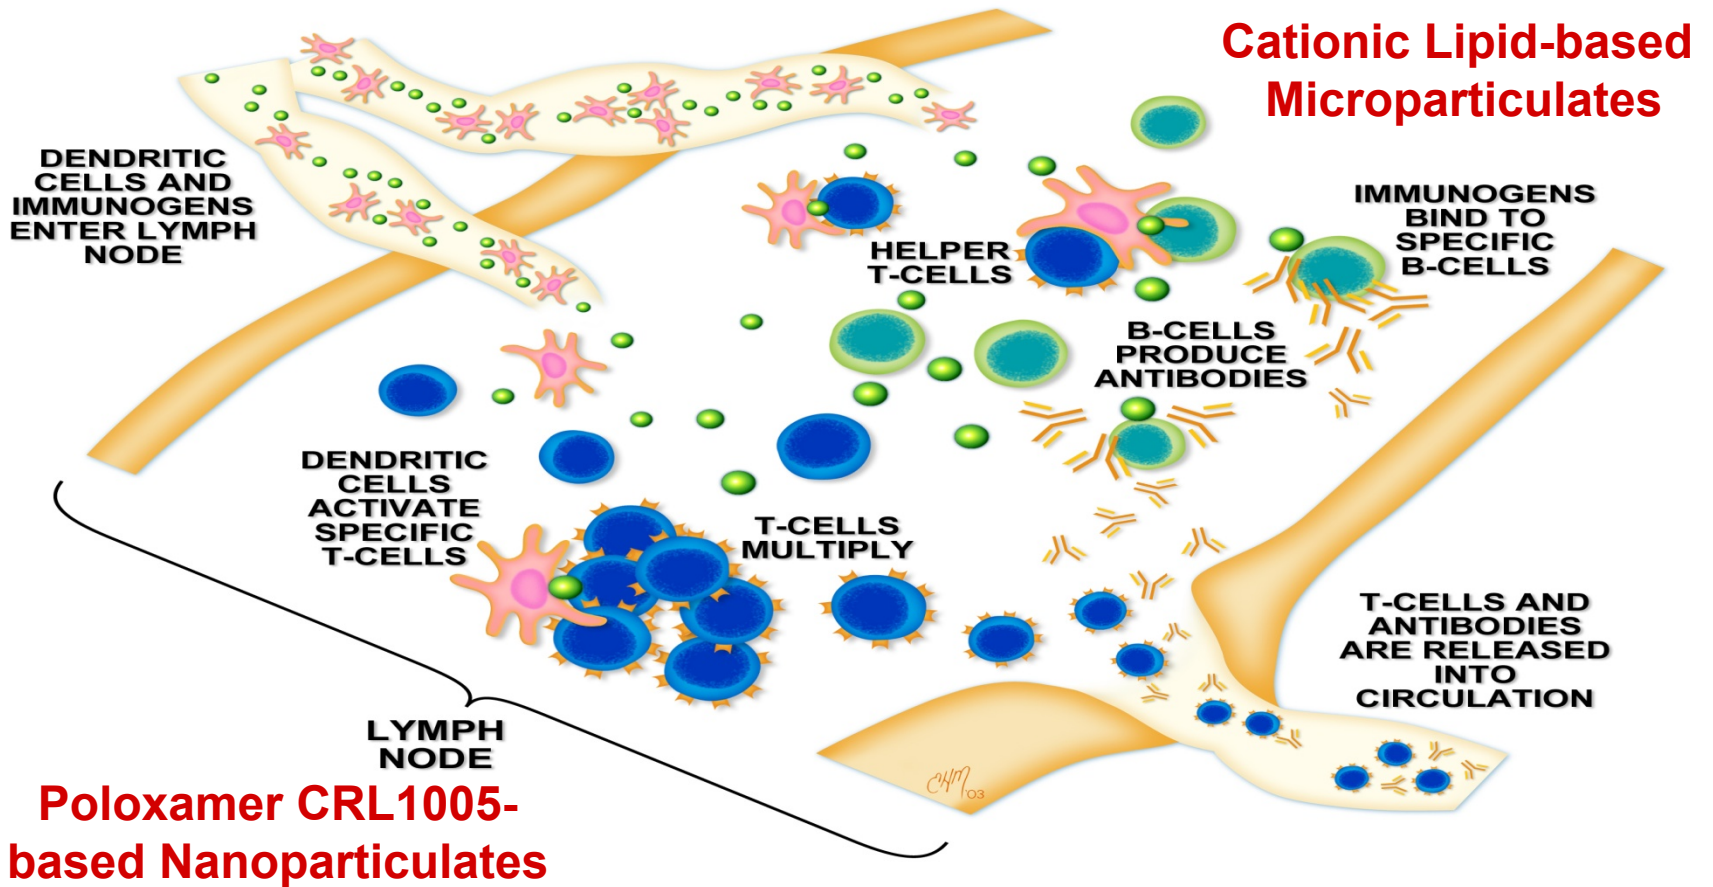 Cationic Lipid-based
Microparticulates
DENDRITIC
CELLS AND
IMMUNOGENS
ENTER LYMPH
NODE
IMMUNOGENS
BIND TO
SPECIFIC
B-CELLS
HELPER
T-CELLS
B-CELLS
PRODUCE
ANTIBODIES
DENDRITIC
CELLS
ACTIVATE
SPECIFIC
T-CELLS
T-CELLS
MULTIPLY
T-CELLS AND
ANTIBODIES
ARE RELEASED
INTO
CIRCULATION
LYMPH
NODE
Poloxamer CRL1005-
based Nanoparticulates
'03